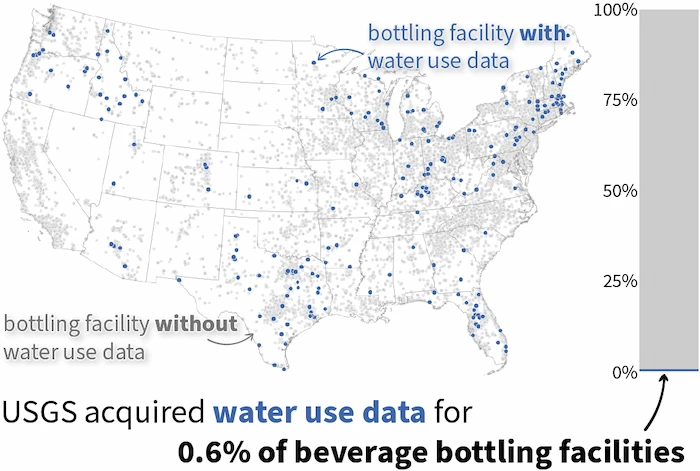 bottling facility with
water use data
100%
75%
50%
25%
0%
bottling facility without
water use data
USGS acquired water use data for
0.6% of beverage bottling facilities